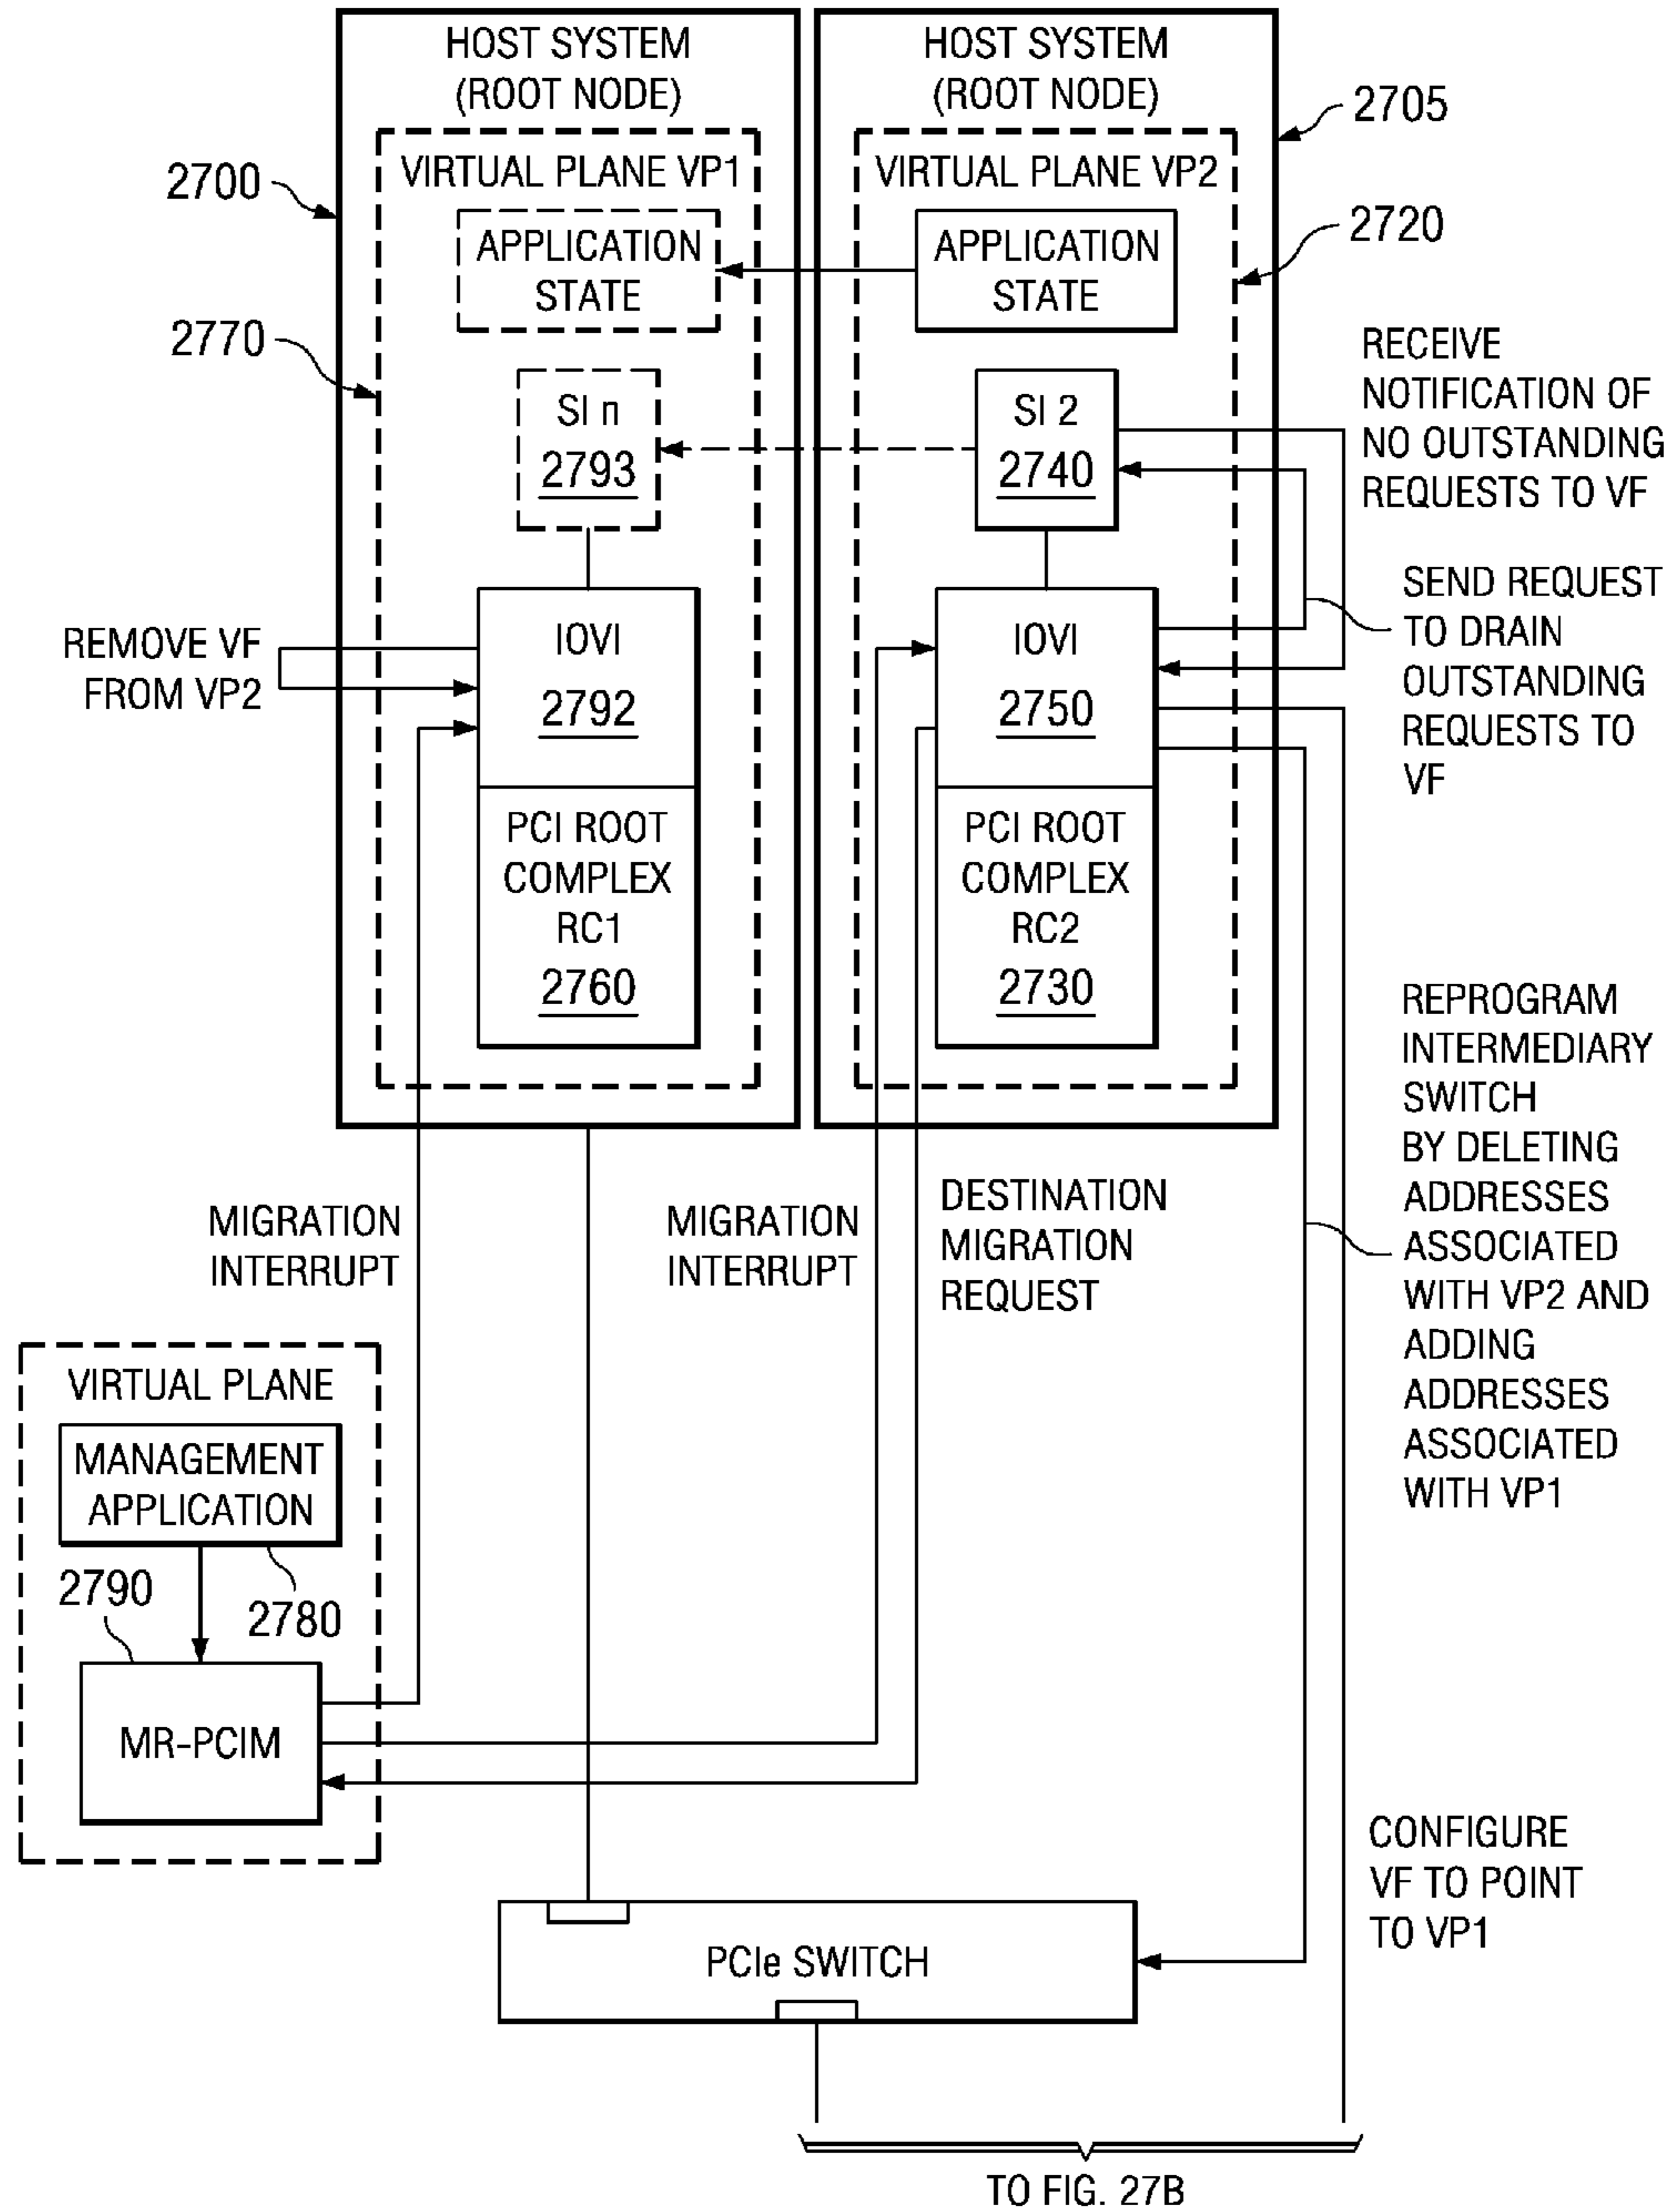 HOST SYSTEM
(ROOT NODE)
VIRTUAL PLANE VP1
APPLICATION
STATE
SI n
2793
IOVI
2792
PCI ROOT
COMPLEX
RC1
2760
2700
2770
REMOVE VF
FROM VP2
HOST SYSTEM
(ROOT NODE)
VIRTUAL PLANE VP2
APPLICATION
STATE
SI 2
2740
IOVI
2750
PCI ROOT
COMPLEX
RC2
2730
2705
2720
RECEIVE
NOTIFICATION OF
NO OUTSTANDING
REQUESTS TO VF
SEND REQUEST
TO DRAIN
OUTSTANDING
REQUESTS TO
VF
REPROGRAM
INTERMEDIARY
SWITCH
BY DELETING
ADDRESSES
ASSOCIATED
WITH VP2 AND
ADDING
ADDRESSES
ASSOCIATED
WITH VP1
MIGRATION
INTERRUPT
MIGRATION
INTERRUPT
DESTINATION
MIGRATION
REQUEST
VIRTUAL PLANE
MANAGEMENT
APPLICATION
2790
2780
MR-PCIM
CONFIGURE
VF TO POINT
TO VP1
PCIe SWITCH
TO FIG. 27B